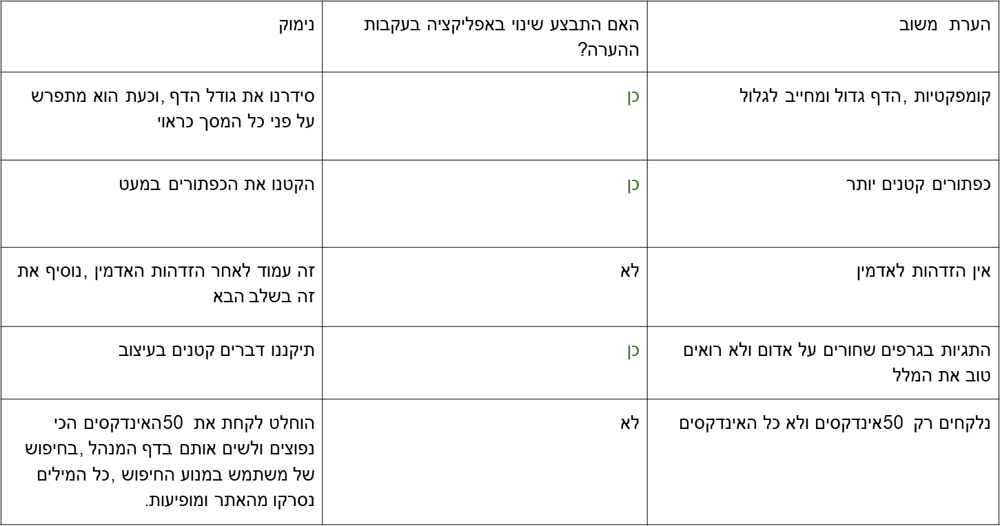 הערת משוב
האם התבצע שינוי באפליקציה בעקבות
ההערה?
נימוק
קומפקטיות ,הדף גדול ומחייב לגלול
כן
סידרנו את גודל הדף ,וכעת הוא מתפרש
על פני כל המסך כראוי
כפתורים קטנים יותר
כן
הקטנו את הכפתורים במעט
אין הזדהות לאדמין
לא
זה עמוד לאחר הזדהות האדמין ,נוסיף את
זה בשלב הבא
התגיות בגרפים שחורים על אדום ולא רואים
טוב את המלל
כן
תיקננו דברים קטנים בעיצוב
נלקחים רק 50אינדקסים ולא כל האינדקסים
לא
הוחלט לקחת את 50האינדקסים הכי
נפוצים ולשים אותם בדף המנהל ,בחיפוש
של משתמש במנוע החיפוש ,כל המילים
נסרקו מהאתר ומופיעות.